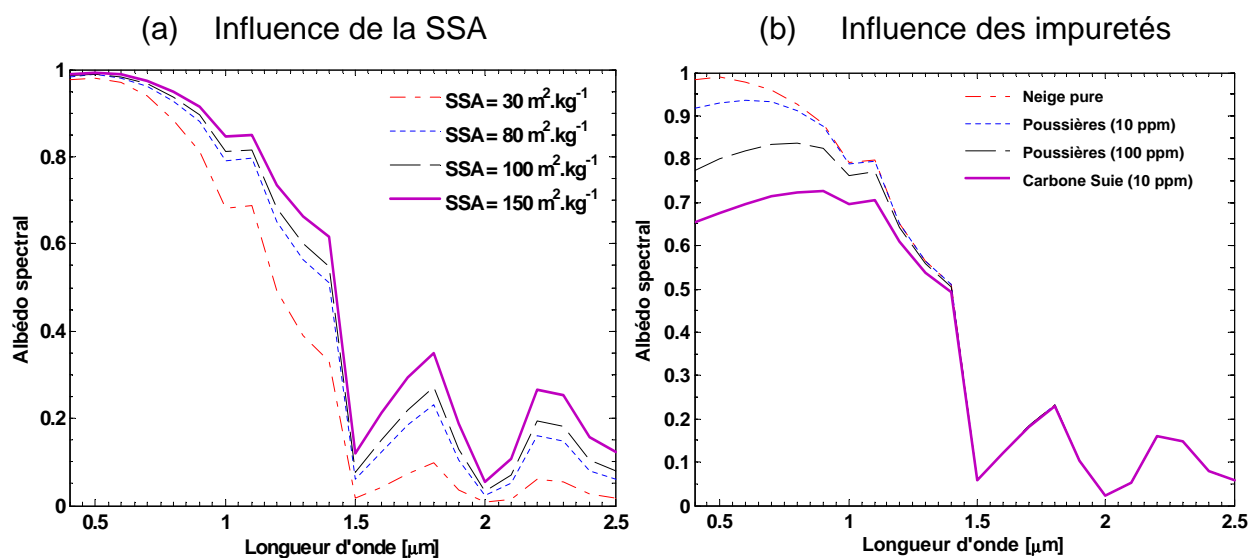 (a) Influence de la SSA
1
0.8
0.6
0.4
0.2
0
Albédo spectral
SSA = 30 m².kg⁻¹
SSA = 80 m².kg⁻¹
SSA = 100 m².kg⁻¹
SSA = 150 m².kg⁻¹
0.5 1 1.5 2 2.5
Longueur d'onde [μm]
(b) Influence des impuretés
1
0.9
0.8
0.7
0.6
0.5
0.4
0.3
0.2
0.1
0
Albédo spectral
Neige pure
Poussières (10 ppm)
Poussières (100 ppm)
Carbone Suie (10 ppm)
0.5 1 1.5 2 2.5
Longueur d'onde [μm]